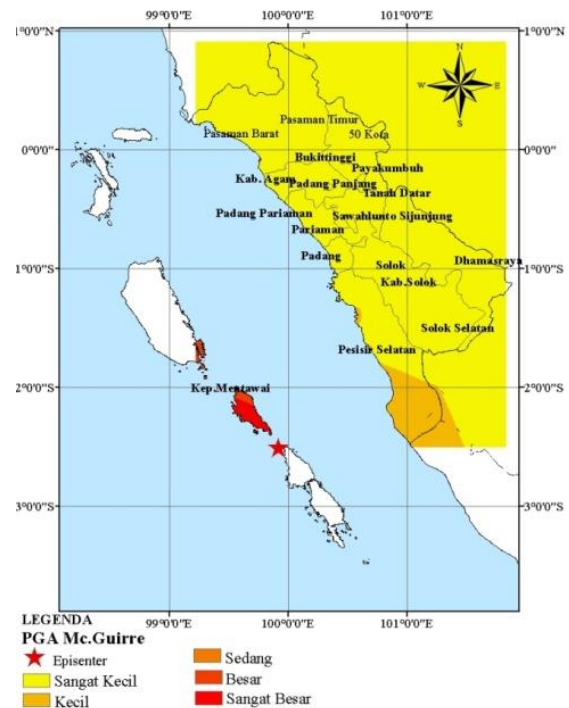 99°0'0"E 100°0'0"E 101°0'0"E
1°0'0"N 1°0'0"N
N
W E
S
Pasaman Timur
Pasaman Barat 50 Kota
0°0'0" 0°0'0"
Bukittinggi
Payakumbuh
Kab. Agam
Padang Panjang
Tanah Datar
Padang Pariaman
Sawahlunto Sijunjung
Pariaman
Padang
Solok
Dhamasraya
1°0'0"S 1°0'0"S
Kab.Solok
Solok Selatan
Pesisir Selatan
2°0'0"S 2°0'0"S
Kep.Mentawai
3°0'0"S 3°0'0"S
99°0'0"E 100°0'0"E 101°0'0"E
LEGENDA
PGA Mc.Guirre
Episenter
Sangat Kecil
Kecil
Sedang
Besar
Sangat Besar